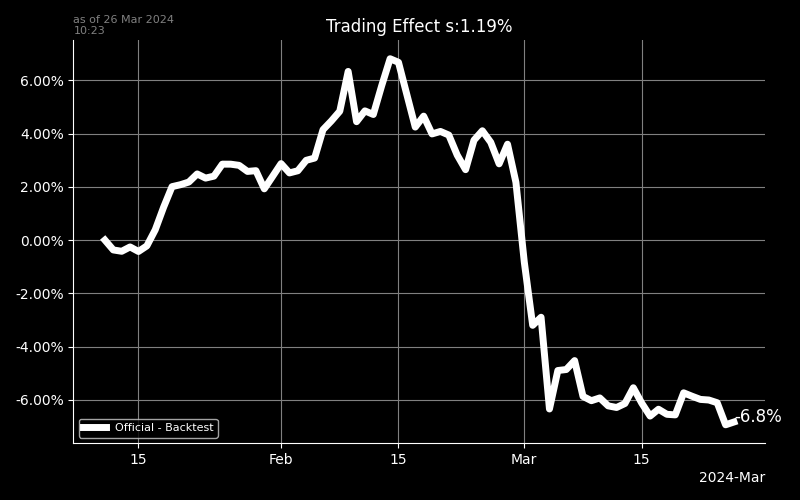 as of 26 Mar 2024
10:23
Trading Effect s:1.19%
6.00%
4.00%
2.00%
0.00%
-2.00%
-4.00%
-6.00%
-6.8%
Official - Backtest
15
Feb
15
Mar
15
2024-Mar